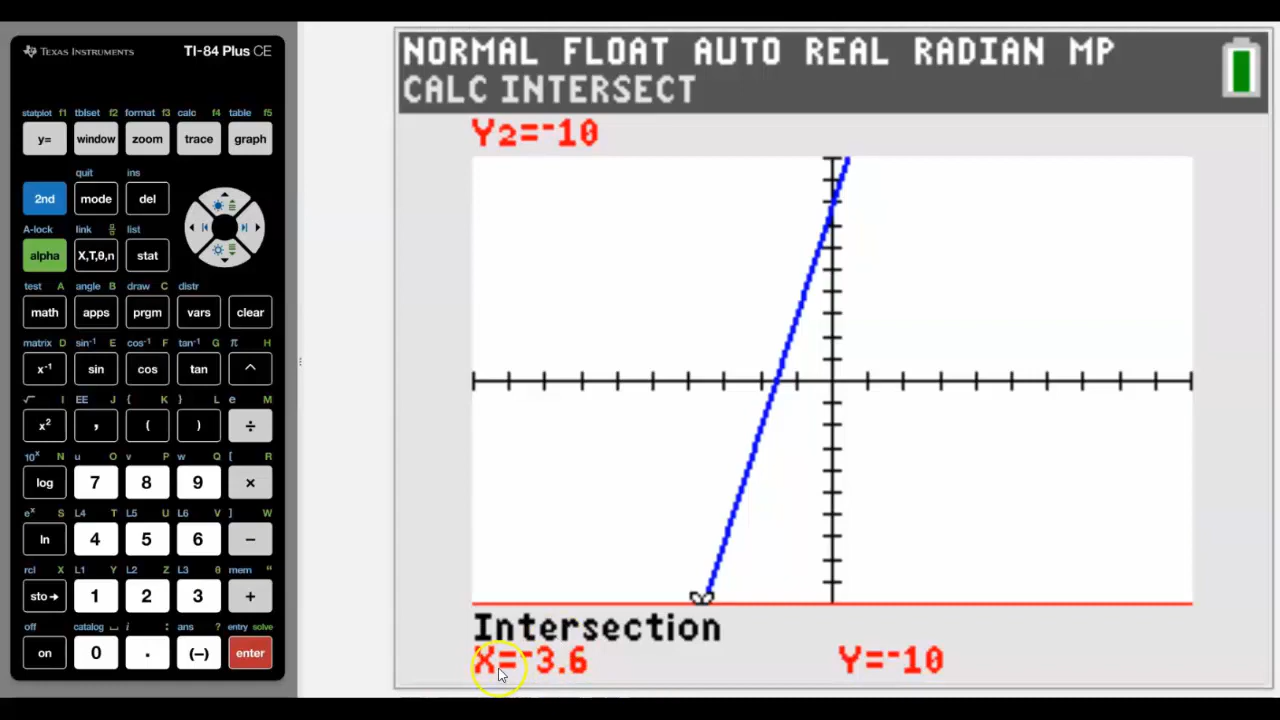 TEXAS INSTRUMENTS TI-84 Plus CE
statplot f1 tblset f2 format f3 calc f4 table f5
y= window zoom trace graph
quit ins
2nd mode del
A-lock link list
alpha X,T,θ,n stat
test A angle B draw C distr
math apps prgm vars clear
matrix D sin⁻¹ E cos⁻¹ F tan⁻¹ G π H
x⁻¹ sin cos tan ^
√ I EE J { K } L e M
x² , ( ) ÷
10ˣ N u O v P w Q [ R
log 7 8 9 ×
eˣ S L4 T L5 U L6 V ] W
ln 4 5 6 −
rcl X L1 Y L2 Z L3 θ mem “
sto→ 1 2 3 +
off catalog ⎵ i : ans ? entry solve
on 0 . (−) enter
NORMAL FLOAT AUTO REAL RADIAN MP
CALC INTERSECT
Y2=-10
Intersection
X=-3.6 Y=-10